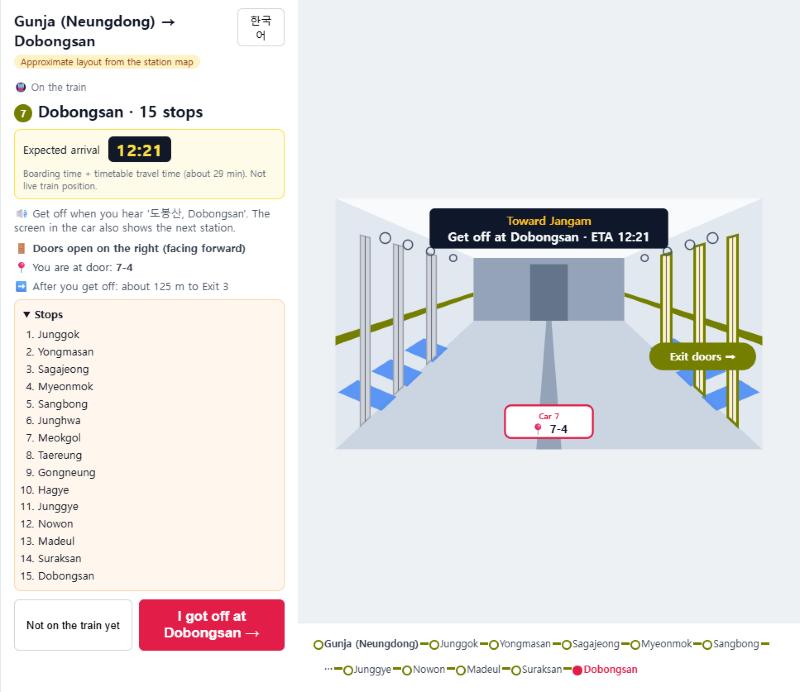 Gunja (Neungdong) →
Dobongsan
한국
어
Approximate layout from the station map
On the train
7 Dobongsan · 15 stops
Expected arrival 12:21
Boarding time + timetable travel time (about 29 min). Not
live train position.
Get off when you hear '도봉산, Dobongsan'. The
screen in the car also shows the next station.
Doors open on the right (facing forward)
You are at door: 7-4
After you get off: about 125 m to Exit 3
▼ Stops
1. Junggok
2. Yongmasan
3. Sagajeong
4. Myeonmok
5. Sangbong
6. Junghwa
7. Meokgol
8. Taereung
9. Gongneung
10. Hagye
11. Junggye
12. Nowon
13. Madeul
14. Suraksan
15. Dobongsan
Not on the train yet
I got off at
Dobongsan →
Toward Jangam
Get off at Dobongsan · ETA 12:21
Exit doors →
Car 7
7-4
Gunja (Neungdong) Junggok Yongmasan Sagajeong Myeonmok Sangbong
··· Junggye Nowon Madeul Suraksan Dobongsan